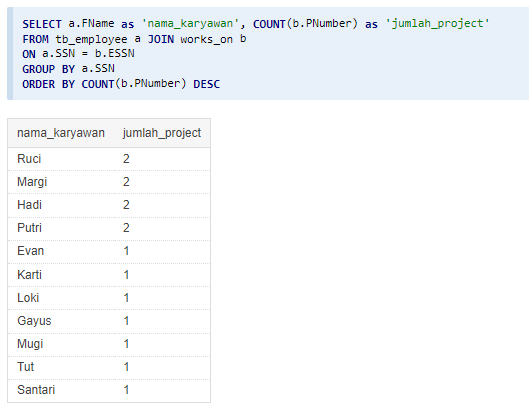 SELECT a.FName as 'nama_karyawan', COUNT(b.PNumber) as 'jumlah_project'
FROM tb_employee a JOIN works_on b
ON a.SSN = b.ESSN
GROUP BY a.SSN
ORDER BY COUNT(b.PNumber) DESC
nama_karyawan jumlah_project
Ruci 2
Margi 2
Hadi 2
Putri 2
Evan 1
Karti 1
Loki 1
Gayus 1
Mugi 1
Tut 1
Santari 1